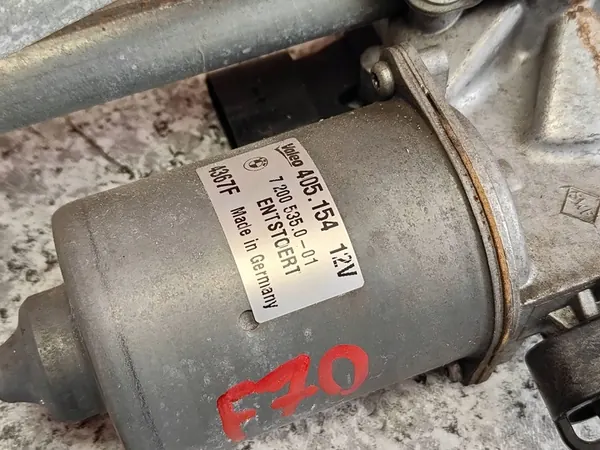 Valeo 405.154 12V
7 200 535.0-01
ENTSTOERT
4367F Made in Germany
F70